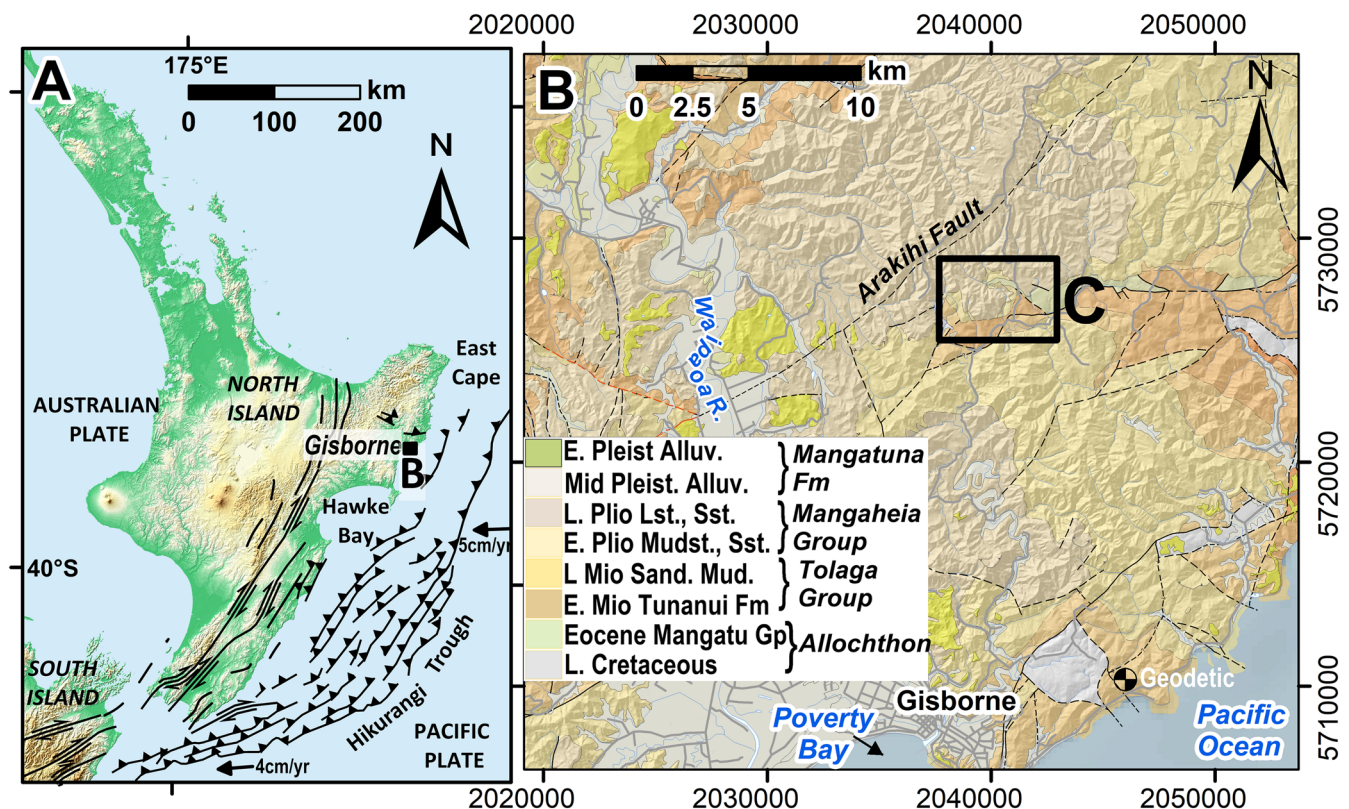 A
175°E
km
0 100 200
N
East
Cape
NORTH
ISLAND
AUSTRALIAN
PLATE
Gisborne
B
Hawke
Bay
5cm/yr
40°S
SOUTH
ISLAND
Hikurangi Trough
PACIFIC
PLATE
4cm/yr
2020000 2030000 2040000 2050000
B
km
0 2.5 5 10
N
Arakihi Fault
C
Waipaoa R.
5730000
5720000
5710000
E. Pleist Alluv.
Mid Pleist. Alluv.
Mangatuna
Fm
L. Plio Lst., Sst.
E. Plio Mudst., Sst.
Mangaheia
Group
L Mio Sand. Mud.
E. Mio Tunanui Fm
Tolaga
Group
Eocene Mangatu Gp
L. Cretaceous
Allochthon
Geodetic
Gisborne
Poverty
Bay
Pacific
Ocean
2020000 2030000 2040000 2050000